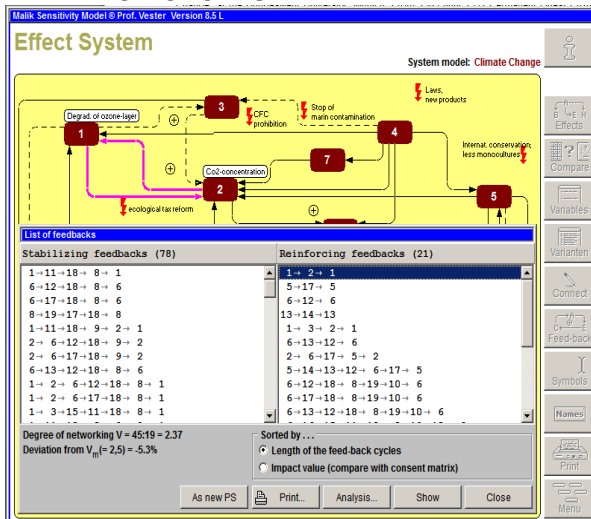 Malik Sensitivity Model ® Prof. Vester Version 8.5 L
Effect System
System model: Climate Change
Laws,
new products
Degrad. of ozone-layer
3
CFC
prohibition
Stop of
marin contamination
1
4
Internat. conservation,
less monocultures
7
Co2-concentration
2
5
ecological tax reform
Effects
Compare
Variables
Varianten
Connect
Feed-back
Symbols
Names
Print
Menu
List of feedbacks
Stabilizing feedbacks (78)
1→11→18→ 8→ 1
6→12→18→ 8→ 6
6→17→18→ 8→ 6
8→19→17→18→ 8
1→11→18→ 9→ 2→ 1
2→ 6→12→18→ 9→ 2
2→ 6→17→18→ 9→ 2
6→13→12→18→ 8→ 6
1→ 2→ 6→12→18→ 8→ 1
1→ 2→ 6→17→18→ 8→ 1
1→ 3→15→11→18→ 8→ 1
Reinforcing feedbacks (21)
1→ 2→ 1
5→17→ 5
6→12→ 6
13→14→13
1→ 3→ 2→ 1
6→13→12→ 6
2→ 6→17→ 5→ 2
5→14→13→12→ 6→17→ 5
6→12→18→ 8→19→10→ 6
6→17→18→ 8→19→10→ 6
6→13→12→18→ 8→19→10→ 6
Degree of networking V = 45:19 = 2.37
Deviation from Vm(= 2,5) = -5.3%
Sorted by . . .
Length of the feed-back cycles
Impact value (compare with consent matrix)
As new PS
Print...
Analysis...
Show
Close